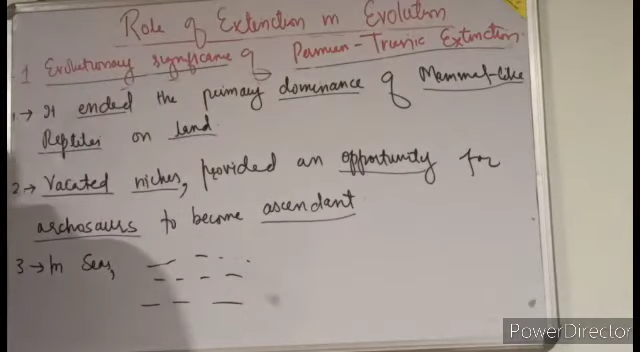 Role of Extinction in Evolution
1 Evolutionary significance of Permian-Triassic Extinction
1.→ It ended the primary dominance of Mammal-like
Reptiles on land
2→ Vacated niches, provided an opportunity for
archosaurs to become ascendant
3→ In Seas,
PowerDirector